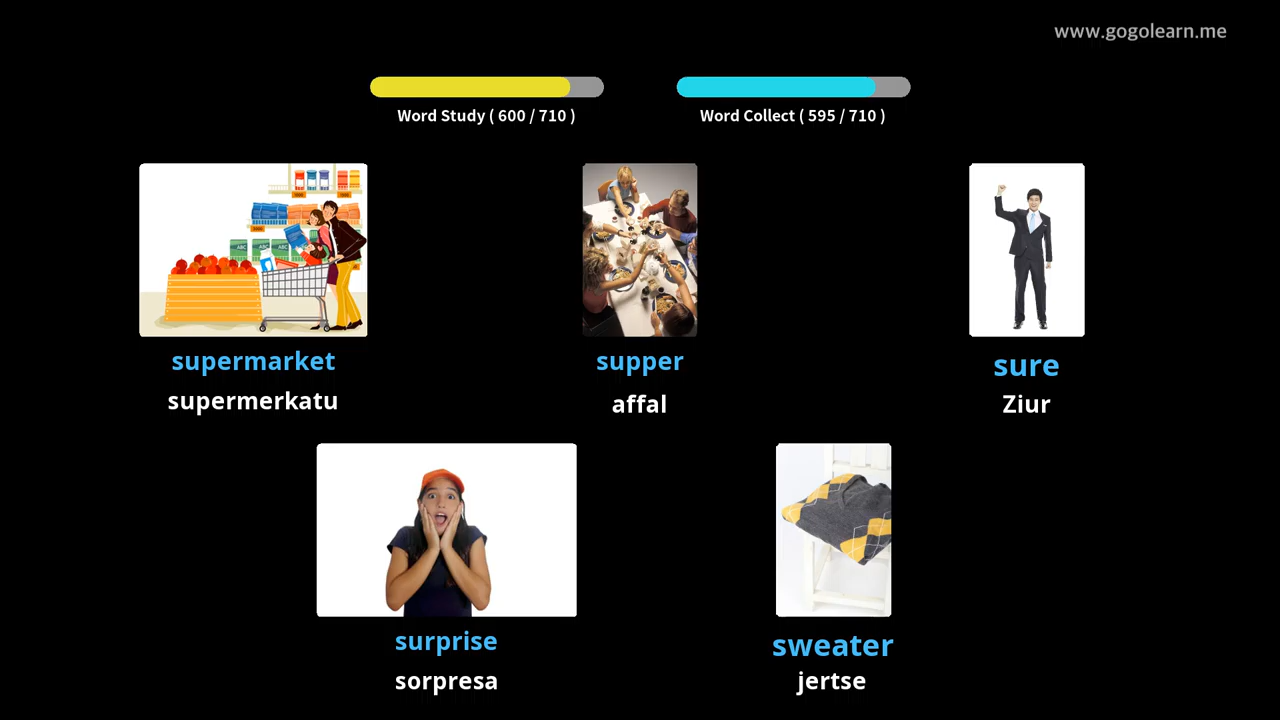 www.gogolearn.me
Word Study ( 600 / 710 )
Word Collect ( 595 / 710 )
supermarket
supper
sure
supermerkatu
affal
Ziur
surprise
sweater
sorpresa
jertse